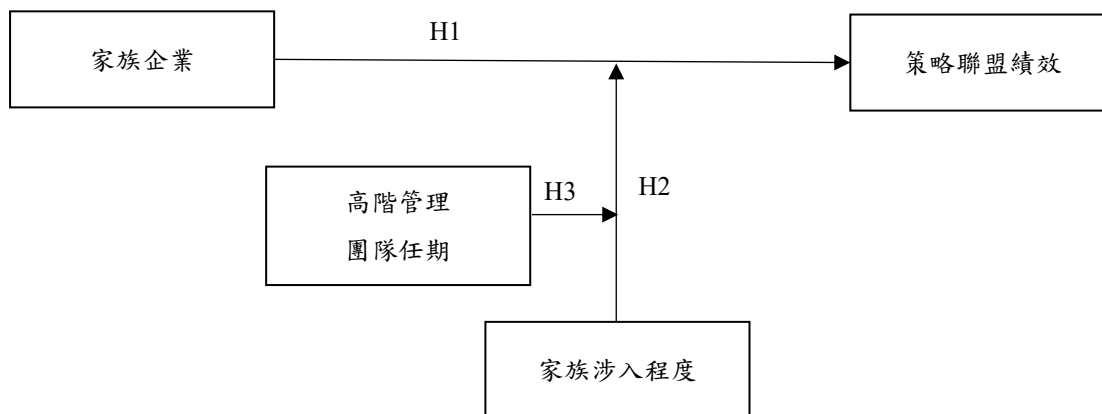 H1
家族企業
策略聯盟績效
高階管理
團隊任期
H3
H2
家族涉入程度